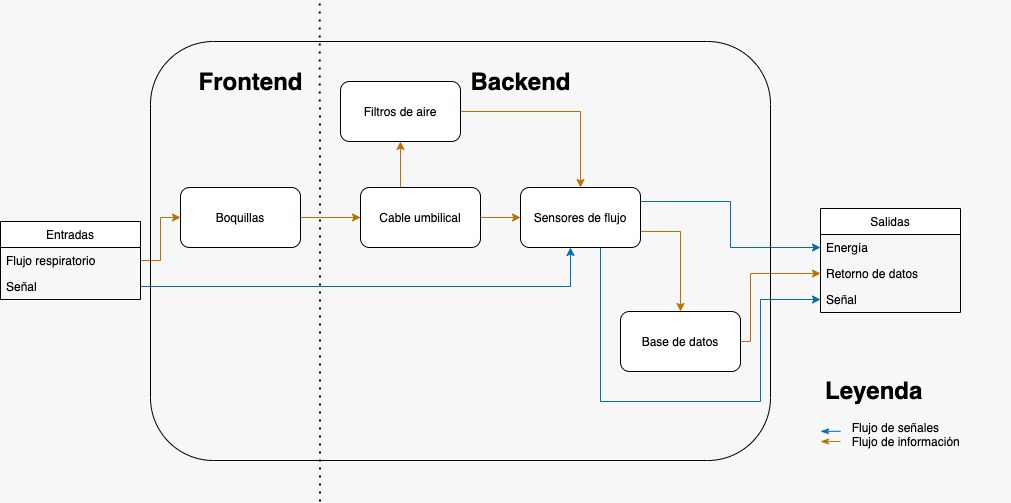 Frontend
Backend
Filtros de aire
Boquillas
Cable umbilical
Sensores de flujo
Entradas
Flujo respiratorio
Señal
Salidas
Energía
Retorno de datos
Señal
Base de datos
Leyenda
Flujo de señales
Flujo de información